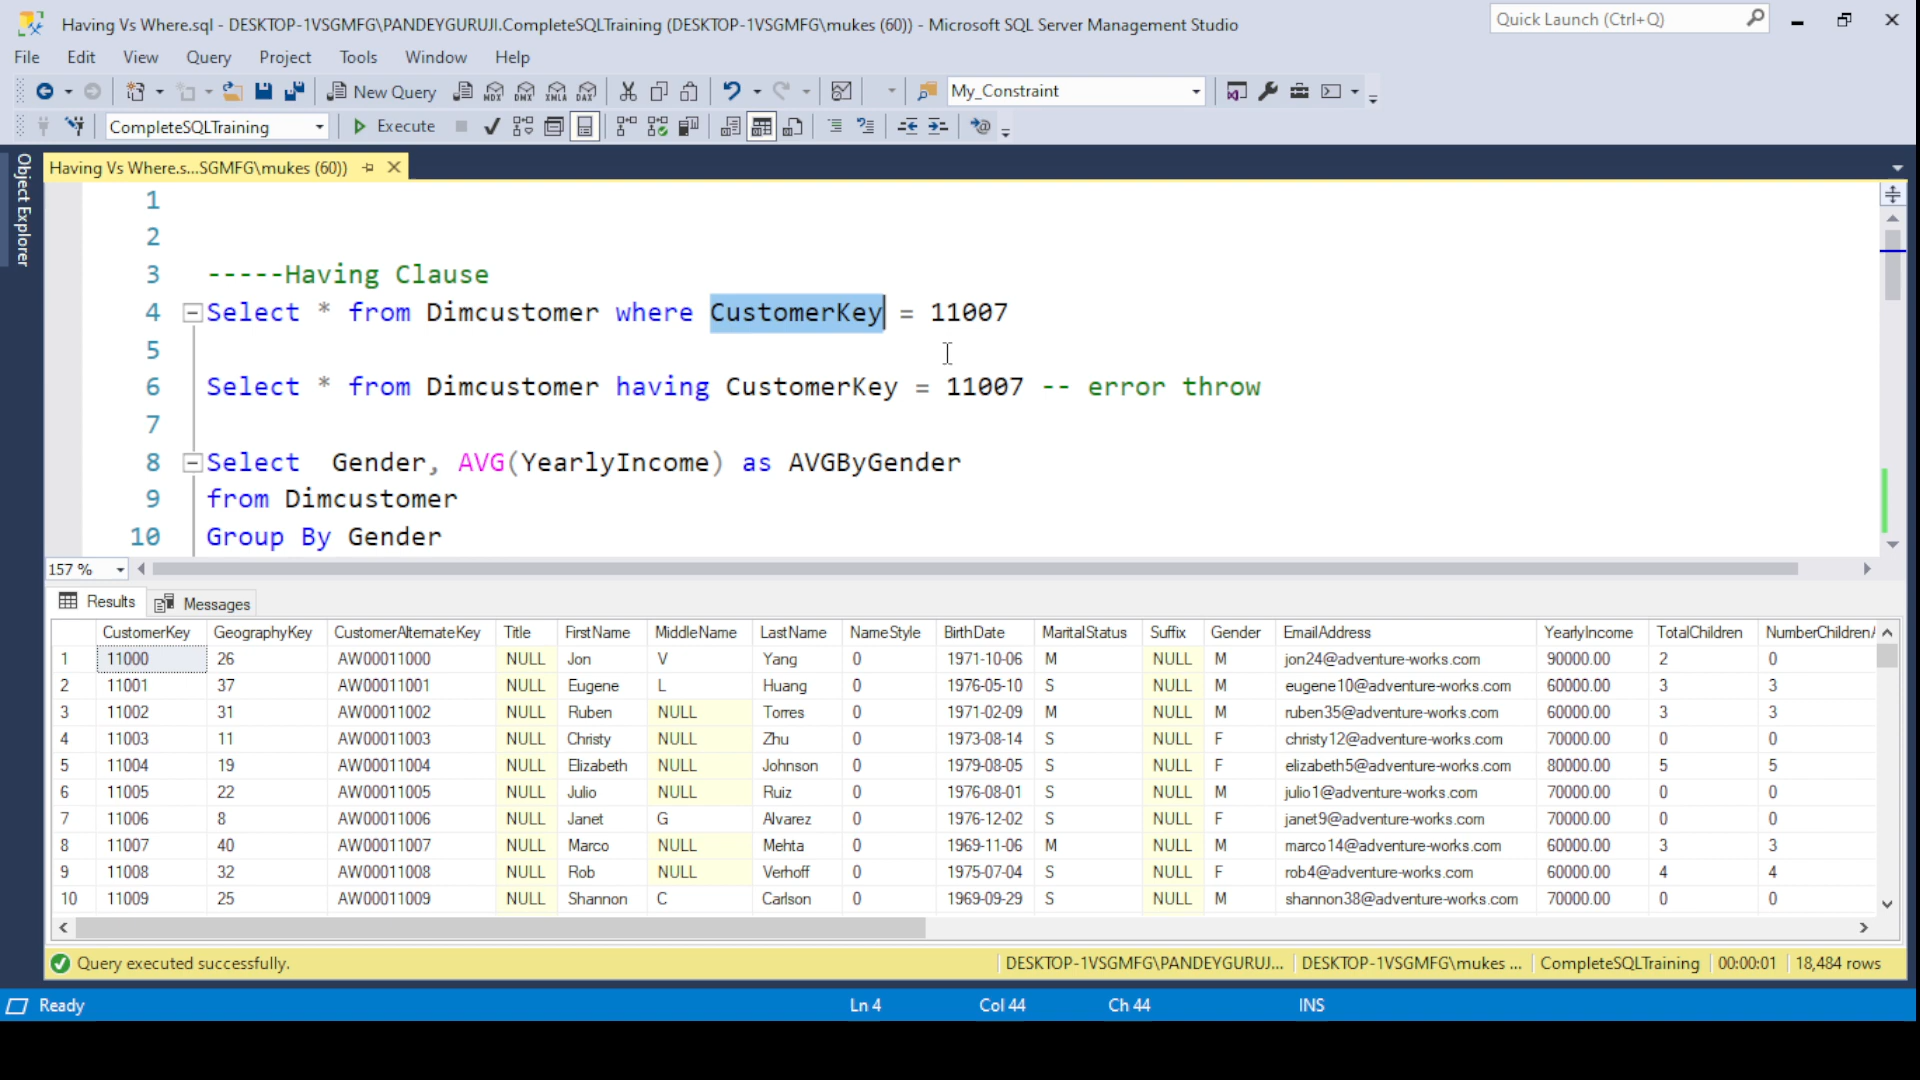 Having Vs Where.sql - DESKTOP-1VSGMFG\PANDEYGURUJI.CompleteSQLTraining (DESKTOP-1VSGMFG\mukes (60)) - Microsoft SQL Server Management Studio
Quick Launch (Ctrl+Q)
File Edit View Query Project Tools Window Help
New Query MDX DMX XMLA DAX My_Constraint
CompleteSQLTraining Execute
Object Explorer
Having Vs Where.s...SGMFG\mukes (60))
1
2
3 -----Having Clause
4 Select * from Dimcustomer where CustomerKey = 11007
5
6 Select * from Dimcustomer having CustomerKey = 11007 -- error throw
7
8 Select Gender, AVG(YearlyIncome) as AVGByGender
9 from Dimcustomer
10 Group By Gender
157 %
Results Messages
CustomerKey GeographyKey CustomerAlternateKey Title FirstName MiddleName LastName NameStyle BirthDate MaritalStatus Suffix Gender EmailAddress YearlyIncome TotalChildren NumberChildrenA
1 11000 26 AW00011000 NULL Jon V Yang 0 1971-10-06 M NULL M jon24@adventure-works.com 90000.00 2 0
2 11001 37 AW00011001 NULL Eugene L Huang 0 1976-05-10 S NULL M eugene10@adventure-works.com 60000.00 3 3
3 11002 31 AW00011002 NULL Ruben NULL Torres 0 1971-02-09 M NULL M ruben35@adventure-works.com 60000.00 3 3
4 11003 11 AW00011003 NULL Christy NULL Zhu 0 1973-08-14 S NULL F christy12@adventure-works.com 70000.00 0 0
5 11004 19 AW00011004 NULL Elizabeth NULL Johnson 0 1979-08-05 S NULL F elizabeth5@adventure-works.com 80000.00 5 5
6 11005 22 AW00011005 NULL Julio NULL Ruiz 0 1976-08-01 S NULL M julio1@adventure-works.com 70000.00 0 0
7 11006 8 AW00011006 NULL Janet G Alvarez 0 1976-12-02 S NULL F janet9@adventure-works.com 70000.00 0 0
8 11007 40 AW00011007 NULL Marco NULL Mehta 0 1969-11-06 M NULL M marco14@adventure-works.com 60000.00 3 3
9 11008 32 AW00011008 NULL Rob NULL Verhoff 0 1975-07-04 S NULL F rob4@adventure-works.com 60000.00 4 4
10 11009 25 AW00011009 NULL Shannon C Carlson 0 1969-09-29 S NULL M shannon38@adventure-works.com 70000.00 0 0
Query executed successfully. DESKTOP-1VSGMFG\PANDEYGURUJ... DESKTOP-1VSGMFG\mukes ... CompleteSQLTraining 00:00:01 18,484 rows
Ready Ln 4 Col 44 Ch 44 INS